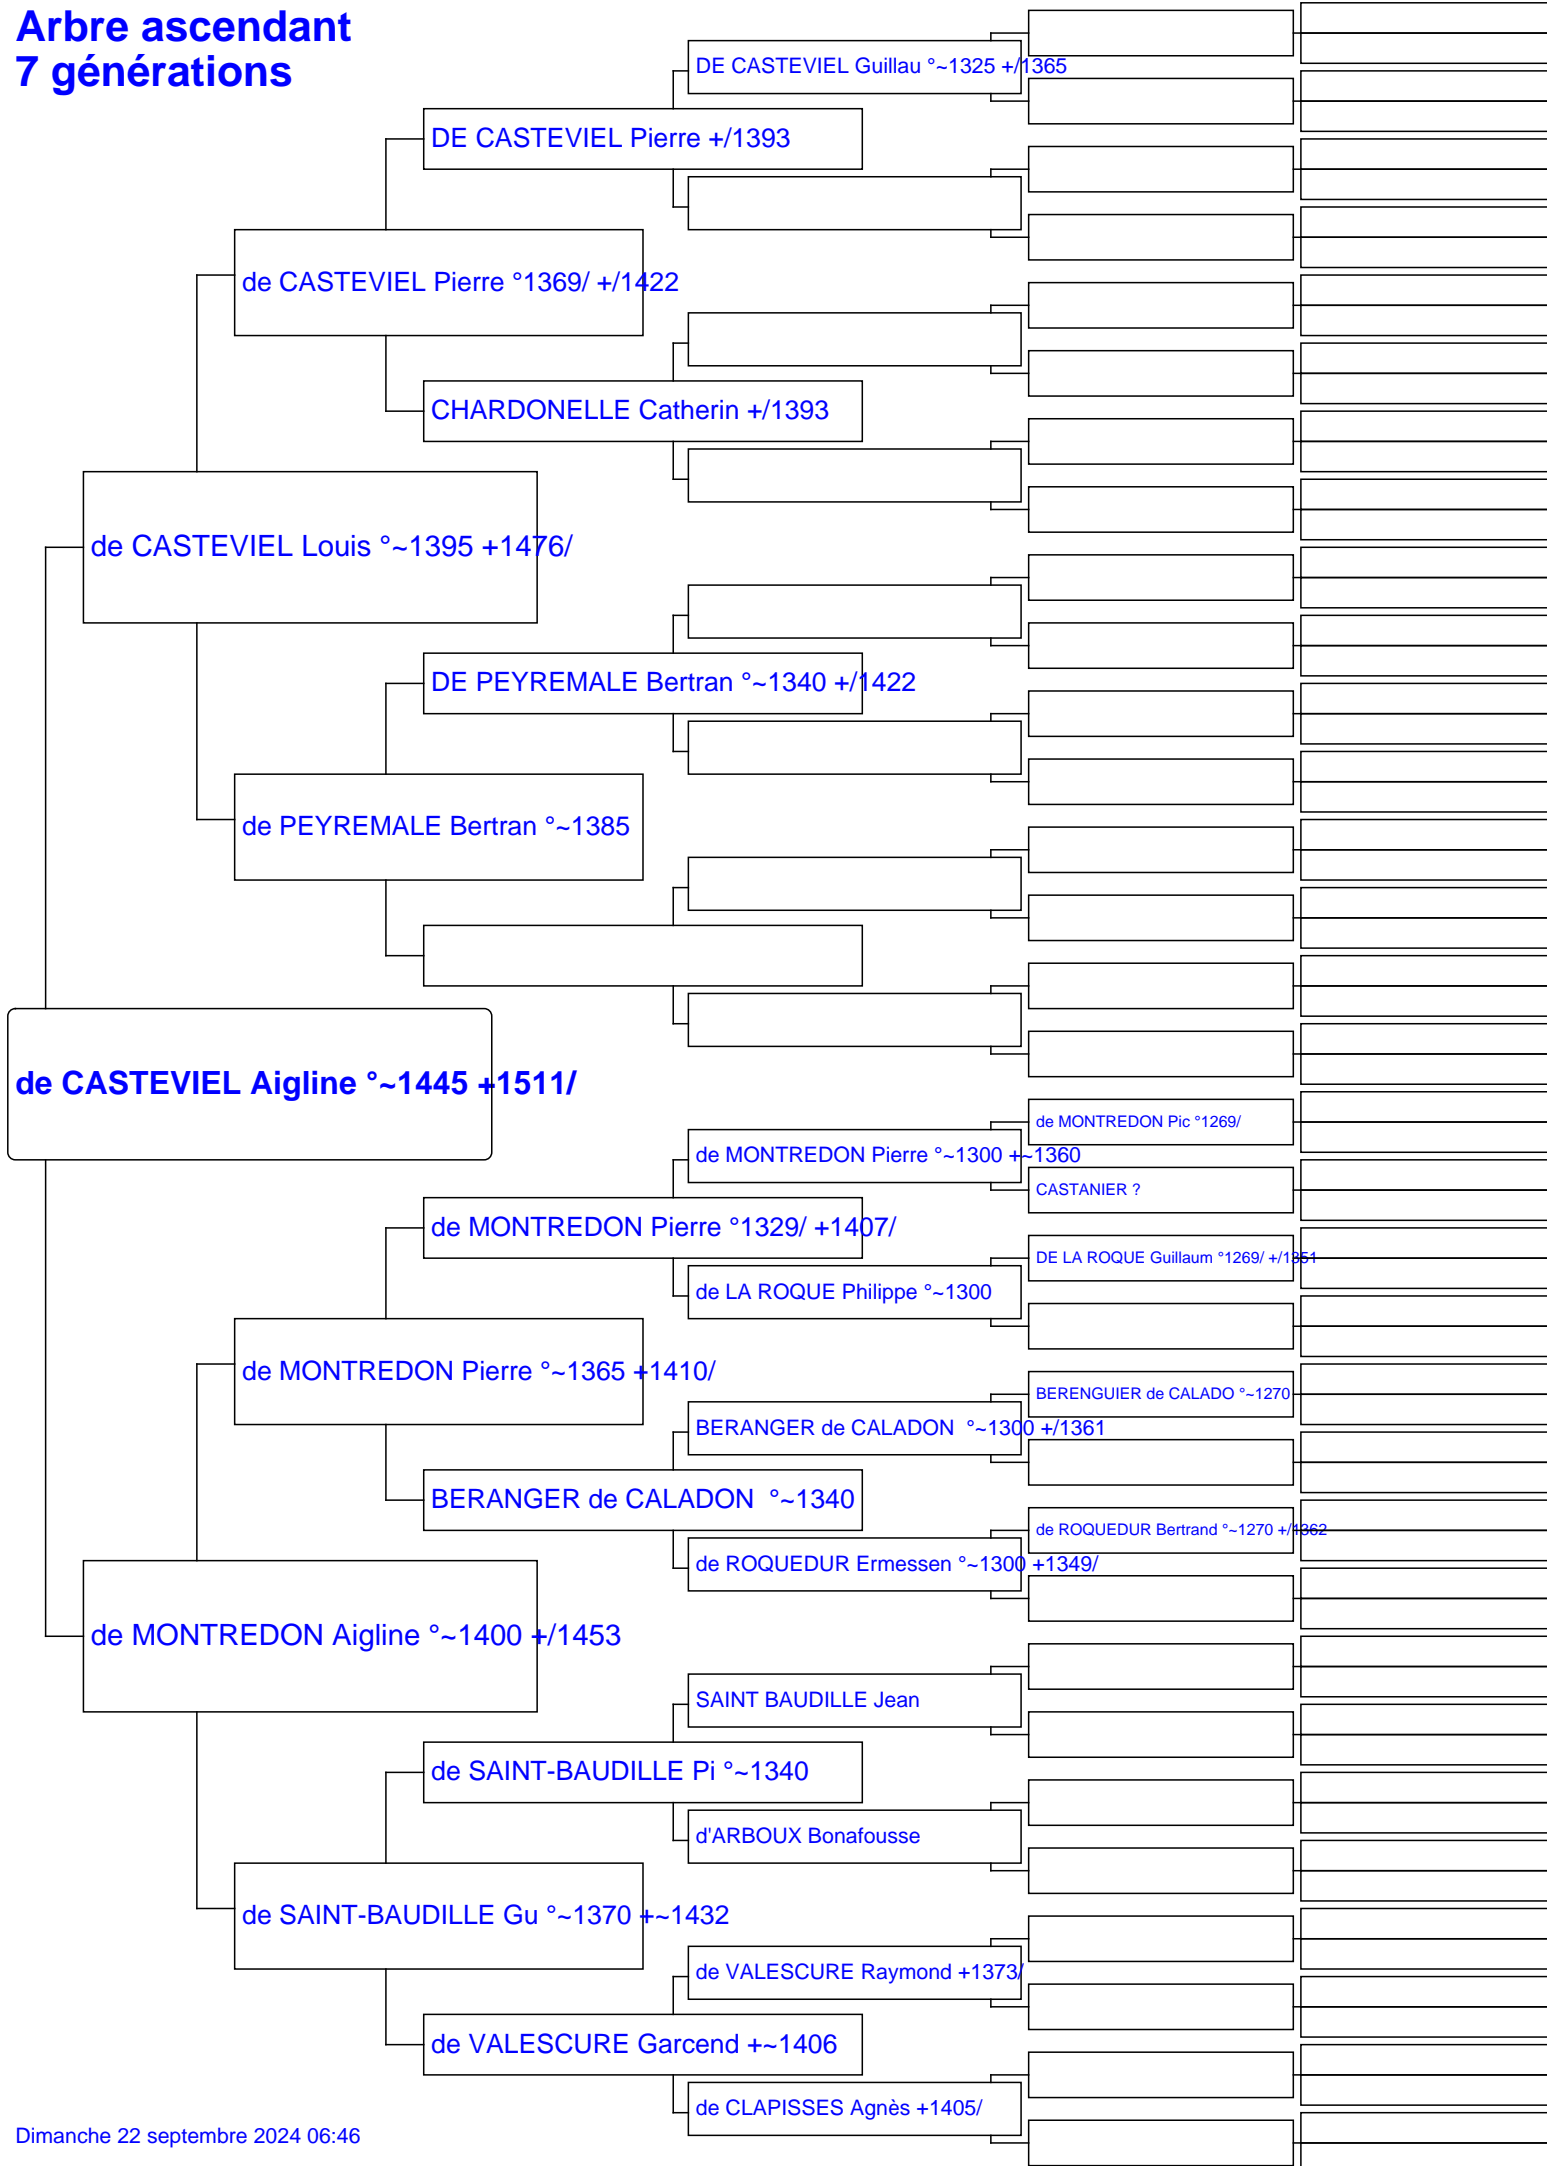 Arbre ascendant
7 générations
DE CASTEVIEL Guillau °~1325 +/1365
DE CASTEVIEL Pierre +/1393
de CASTEVIEL Pierre °1369/ +/1422
CHARDONELLE Catherin +/1393
de CASTEVIEL Louis °~1395 +1476/
DE PEYREMALE Bertran °~1340 +/1422
de PEYREMALE Bertran °~1385
de CASTEVIEL Aigline °~1445 +1511/
de MONTREDON Pic °1269/
de MONTREDON Pierre °~1300 +~1360
CASTANIER ?
de MONTREDON Pierre °1329/ +1407/
DE LA ROQUE Guillaum °1269/ +/1351
de LA ROQUE Philippe °~1300
de MONTREDON Pierre °~1365 +1410/
BERENGUIER de CALADO °~1270
BERANGER de CALADON  °~1300 +/1361
BERANGER de CALADON  °~1340
de ROQUEDUR Bertrand °~1270 +/1362
de ROQUEDUR Ermessen °~1300 +1349/
de MONTREDON Aigline °~1400 +/1453
SAINT BAUDILLE Jean
de SAINT-BAUDILLE Pi °~1340
d'ARBOUX Bonafousse
de SAINT-BAUDILLE Gu °~1370 +~1432
de VALESCURE Raymond +1373/
de VALESCURE Garcend +~1406
de CLAPISSES Agnès +1405/
Dimanche 22 septembre 2024 06:46